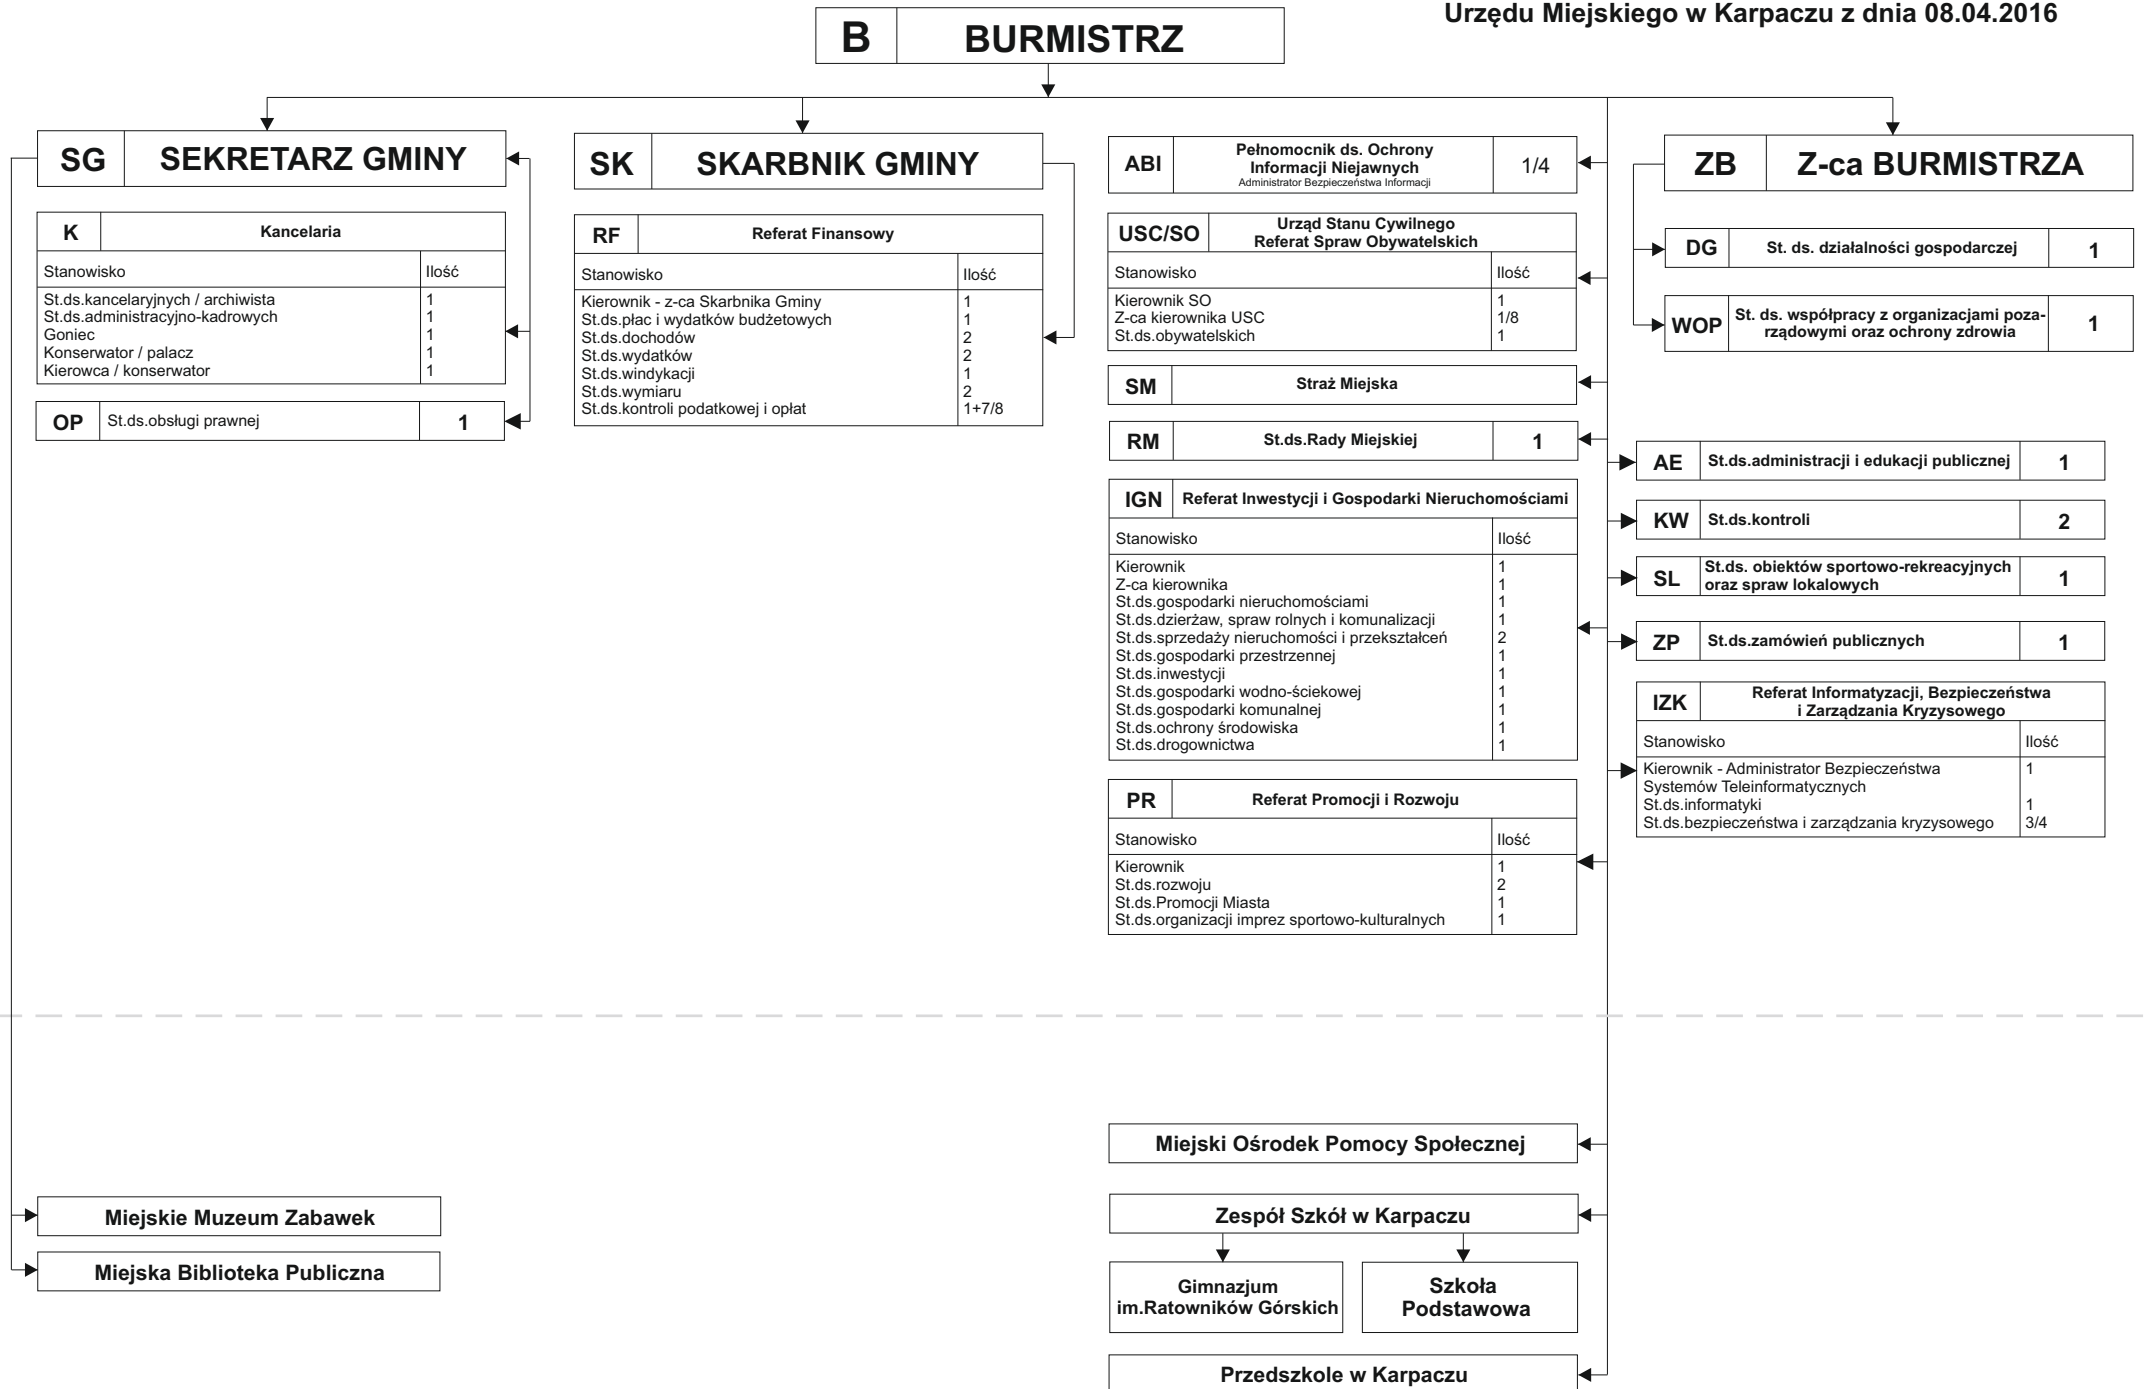 Urzędu Miejskiego w Karpaczu z dnia 08.04.2016
B BURMISTRZ
SG SEKRETARZ GMINY
K Kancelaria
Stanowisko Ilość
St.ds.kancelaryjnych / archiwista 1
St.ds.administracyjno-kadrowych 1
Goniec 1
Konserwator / palacz 1
Kierowca / konserwator 1
OP St.ds.obsługi prawnej 1
SK SKARBNIK GMINY
RF Referat Finansowy
Stanowisko Ilość
Kierownik - z-ca Skarbnika Gminy 1
St.ds.płac i wydatków budżetowych 1
St.ds.dochodów 2
St.ds.wydatków 2
St.ds.windykacji 1
St.ds.wymiaru 2
St.ds.kontroli podatkowej i opłat 1+7/8
ABI Pełnomocnik ds. Ochrony
Informacji Niejawnych 1/4
Administrator Bezpieczeństwa Informacji
USC/SO Urząd Stanu Cywilnego
Referat Spraw Obywatelskich
Stanowisko Ilość
Kierownik SO 1
Z-ca kierownika USC 1/8
St.ds.obywatelskich 1
SM Straż Miejska
RM St.ds.Rady Miejskiej 1
IGN Referat Inwestycji i Gospodarki Nieruchomościami
Stanowisko Ilość
Kierownik 1
Z-ca kierownika 1
St.ds.gospodarki nieruchomościami 1
St.ds.dzierżaw, spraw rolnych i komunalizacji 1
St.ds.sprzedaży nieruchomości i przekształceń 2
St.ds.gospodarki przestrzennej 1
St.ds.inwestycji 1
St.ds.gospodarki wodno-ściekowej 1
St.ds.gospodarki komunalnej 1
St.ds.ochrony środowiska 1
St.ds.drogownictwa 1
PR Referat Promocji i Rozwoju
Stanowisko Ilość
Kierownik 1
St.ds.rozwoju 2
St.ds.Promocji Miasta 1
St.ds.organizacji imprez sportowo-kulturalnych 1
ZB Z-ca BURMISTRZA
DG St. ds. działalności gospodarczej 1
WOP St. ds. współpracy z organizacjami poza-
rządowymi oraz ochrony zdrowia 1
AE St.ds.administracji i edukacji publicznej 1
KW St.ds.kontroli 2
SL St.ds. obiektów sportowo-rekreacyjnych
oraz spraw lokalowych 1
ZP St.ds.zamówień publicznych 1
IZK Referat Informatyzacji, Bezpieczeństwa
i Zarządzania Kryzysowego
Stanowisko Ilość
Kierownik - Administrator Bezpieczeństwa 1
Systemów Teleinformatycznych
St.ds.informatyki 1
St.ds.bezpieczeństwa i zarządzania kryzysowego 3/4
Miejskie Muzeum Zabawek
Miejska Biblioteka Publiczna
Miejski Ośrodek Pomocy Społecznej
Zespół Szkół w Karpaczu
Gimnazjum
im.Ratowników Górskich
Szkoła
Podstawowa
Przedszkole w Karpaczu